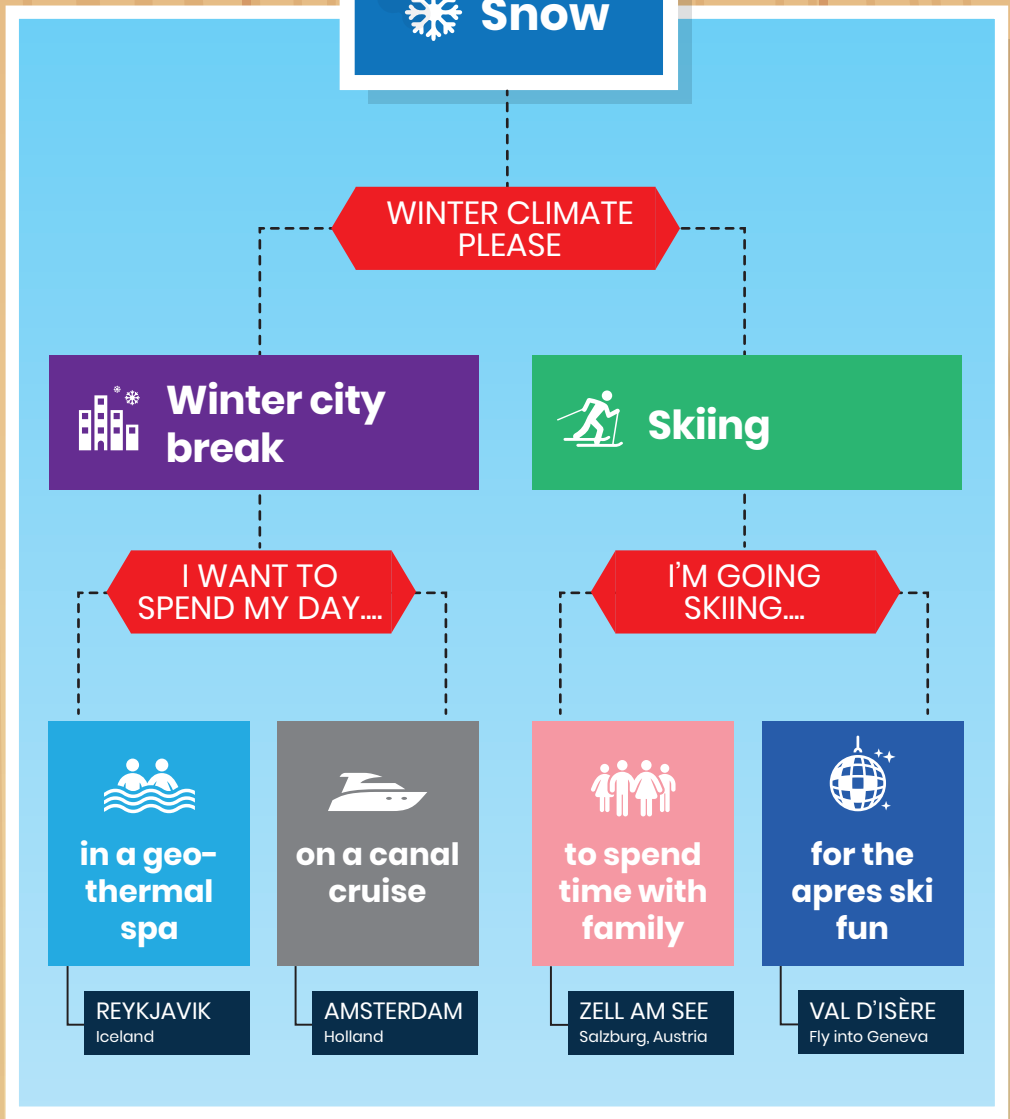 Snow
WINTER CLIMATE
PLEASE
Winter city
break
Skiing
I WANT TO
SPEND MY DAY....
I'M GOING
SKIING....
in a geo-
thermal
spa
on a canal
cruise
to spend
time with
family
for the
apres ski
fun
REYKJAVIK
Iceland
AMSTERDAM
Holland
ZELL AM SEE
Salzburg, Austria
VAL D'ISÈRE
Fly into Geneva